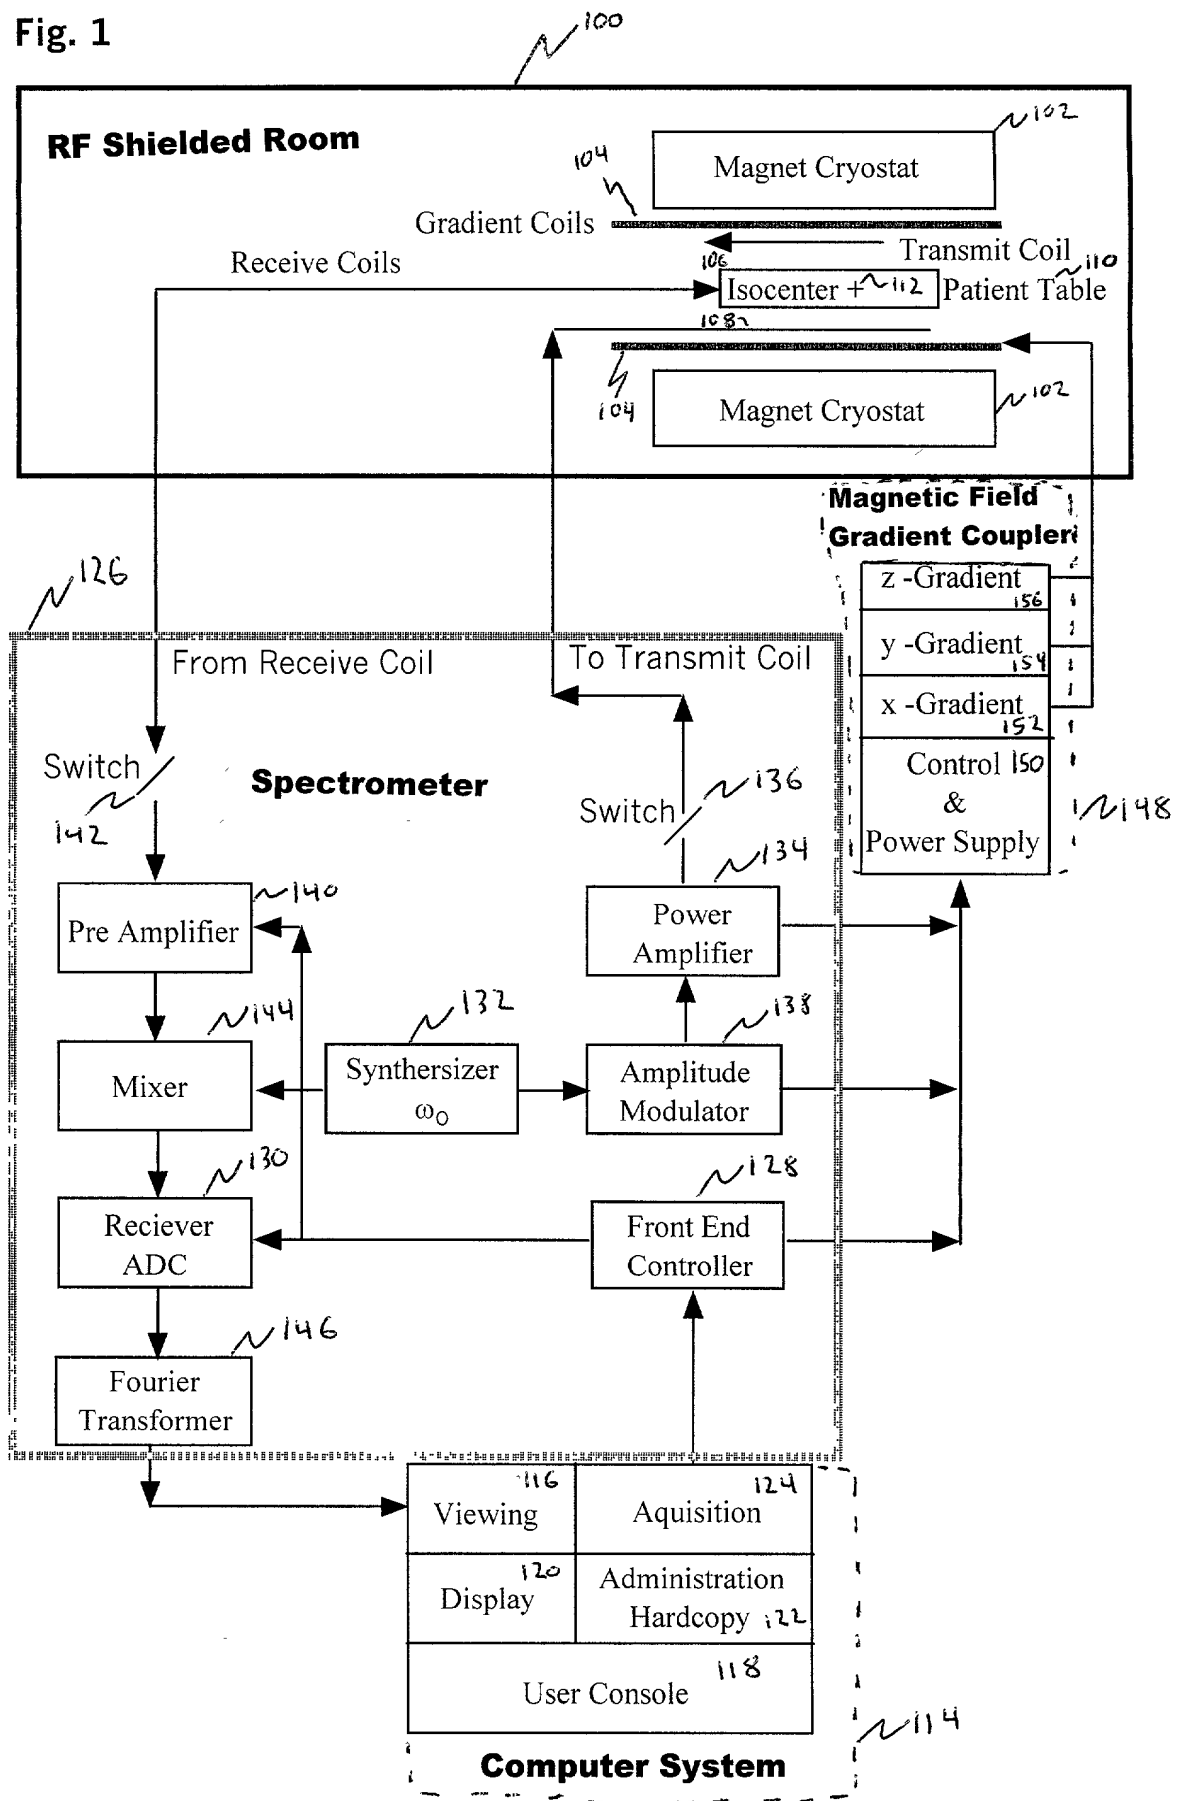 Fig. 1
100
RF Shielded Room
102
Magnet Cryostat
104
Gradient Coils
Transmit Coil
Receive Coils
106
110
Isocenter + 112
Patient Table
108
104
102
Magnet Cryostat
Magnetic Field
Gradient Coupler
z -Gradient
156
y -Gradient
154
x -Gradient
152
Control 150
&
Power Supply
148
126
From Receive Coil
To Transmit Coil
Switch
142
Spectrometer
136
Switch
134
140
Pre Amplifier
Power
Amplifier
144
132
138
Mixer
Synthersizer
ω0
Amplitude
Modulator
130
128
Reciever
ADC
Front End
Controller
146
Fourier
Transformer
116
Viewing
124
Aquisition
120
Display
Administration
Hardcopy 122
118
User Console
114
Computer System